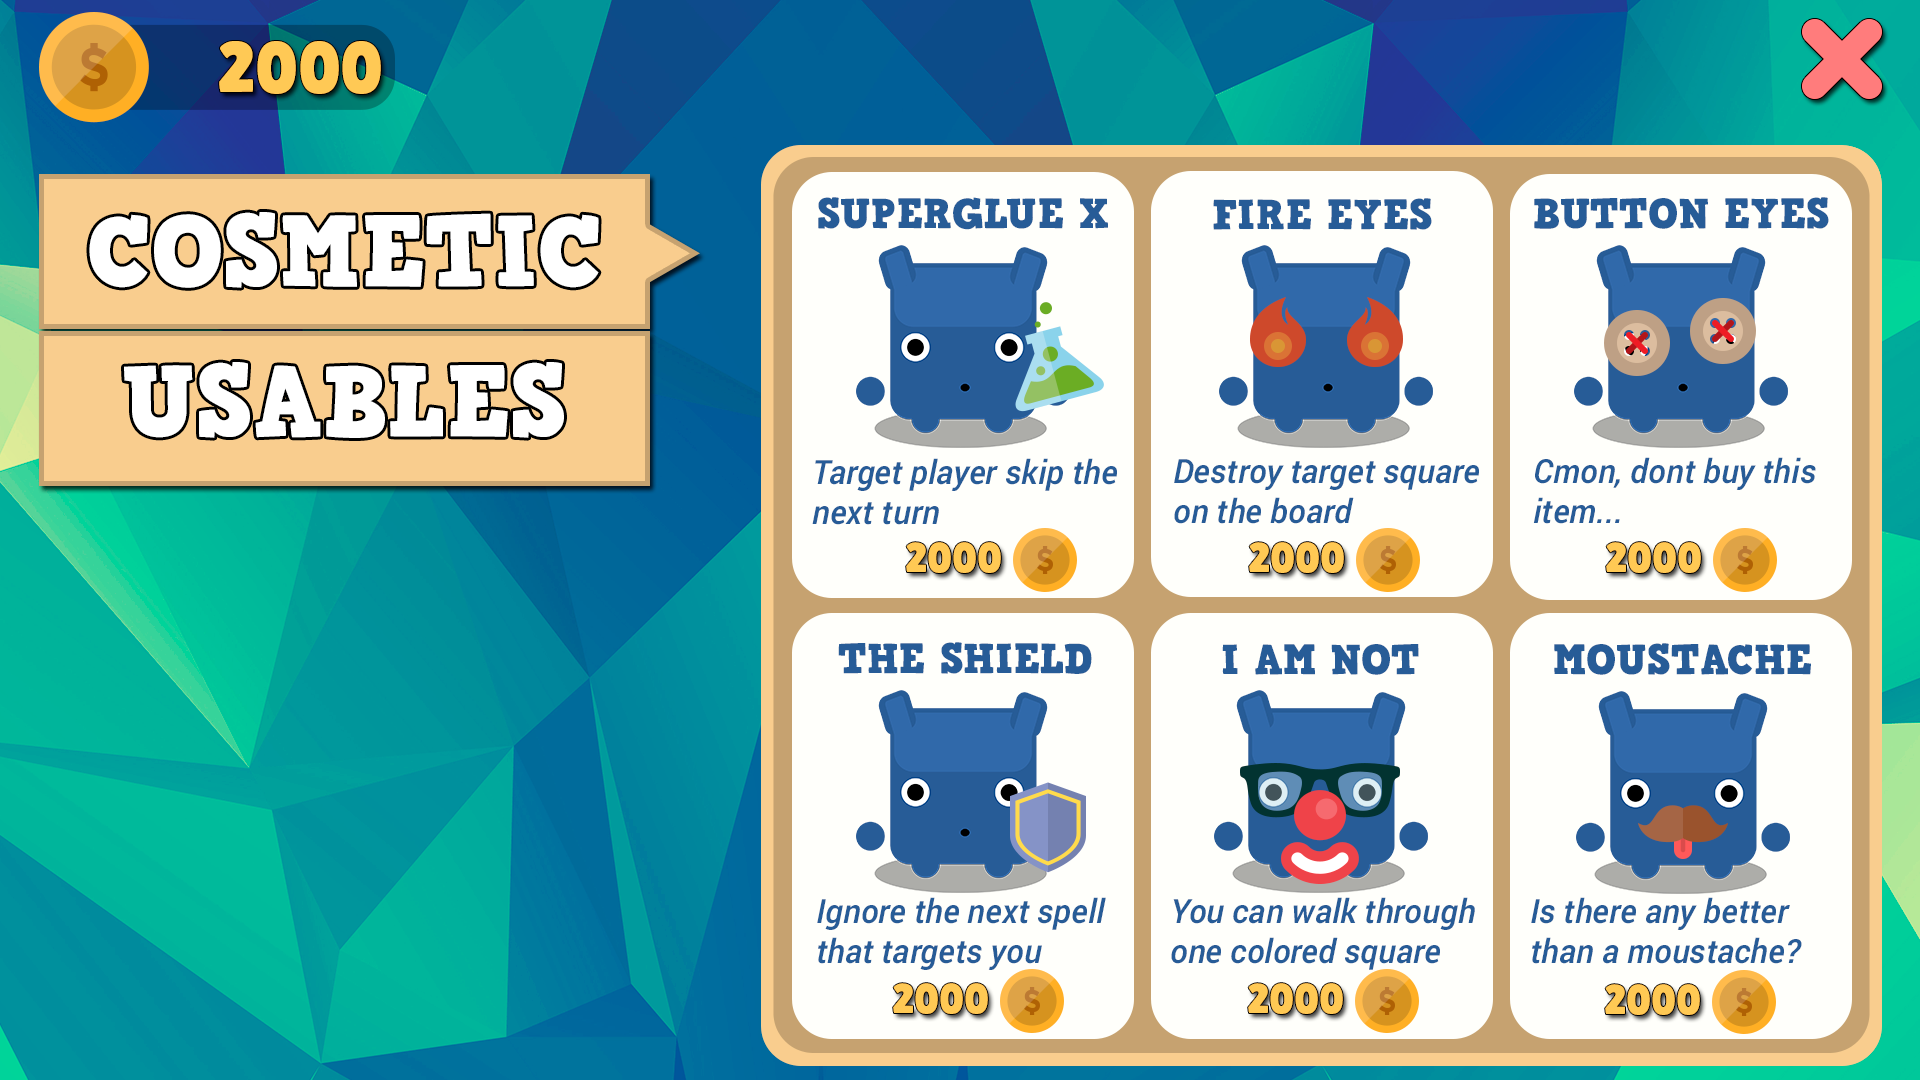 $ 2000
COSMETIC
USABLES
SUPERGLUE X
Target player skip the
next turn
2000 $
FIRE EYES
Destroy target square
on the board
2000 $
BUTTON EYES
Cmon, dont buy this
item...
2000 $
THE SHIELD
Ignore the next spell
that targets you
2000 $
I AM NOT
You can walk through
one colored square
2000 $
MOUSTACHE
Is there any better
than a moustache?
2000 $